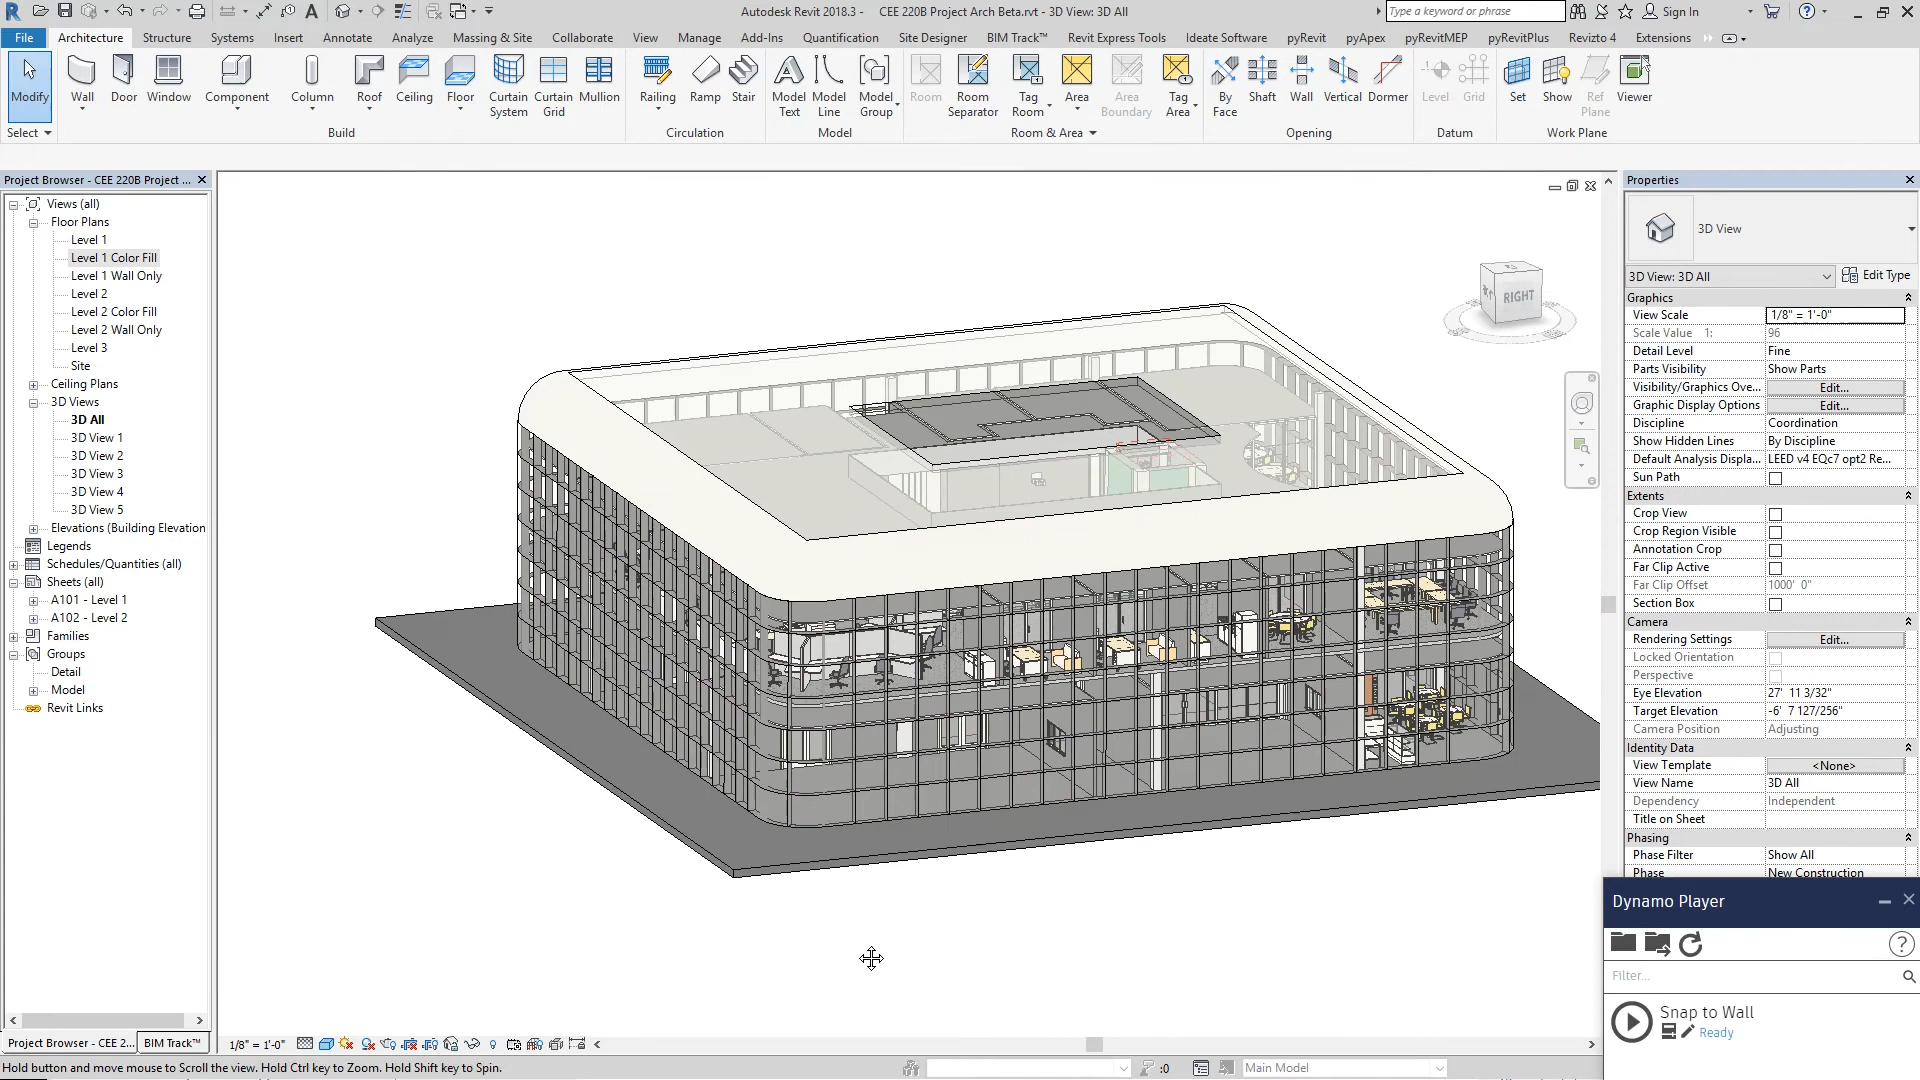 Autodesk Revit 2018.3 -     CEE 220B Project Arch Beta.rvt - 3D View: 3D All
Type a keyword or phrase
Sign In
File
Architecture
Structure
Systems
Insert
Annotate
Analyze
Massing & Site
Collaborate
View
Manage
Add-Ins
Quantification
Site Designer
BIM Track™
Revit Express Tools
Ideate Software
pyRevit
pyApex
pyRevitMEP
pyRevitPlus
Revizto 4
Extensions
Modify
Wall
Door
Window
Component
Column
Roof
Ceiling
Floor
Curtain System
Curtain Grid
Mullion
Railing
Ramp
Stair
Model Text
Model Line
Model Group
Room
Room Separator
Tag Room
Area
Area Boundary
Tag Area
By Face
Shaft
Wall
Vertical
Dormer
Level
Grid
Set
Show
Ref Plane
Viewer
Select
Build
Circulation
Model
Room & Area
Opening
Datum
Work Plane
Project Browser - CEE 220B Project ...
Views (all)
Floor Plans
Level 1
Level 1 Color Fill
Level 1 Wall Only
Level 2
Level 2 Color Fill
Level 2 Wall Only
Level 3
Site
Ceiling Plans
3D Views
3D All
3D View 1
3D View 2
3D View 3
3D View 4
3D View 5
Elevations (Building Elevation
Legends
Schedules/Quantities (all)
Sheets (all)
A101 - Level 1
A102 - Level 2
Families
Groups
Detail
Model
Revit Links
Project Browser - CEE 2...
BIM Track™
RIGHT
Properties
3D View
3D View: 3D All
Edit Type
Graphics
View Scale 1/8" = 1'-0"
Scale Value 1: 96
Detail Level Fine
Parts Visibility Show Parts
Visibility/Graphics Ove... Edit...
Graphic Display Options Edit...
Discipline Coordination
Show Hidden Lines By Discipline
Default Analysis Displa... LEED v4 EQc7 opt2 Re...
Sun Path
Extents
Crop View
Crop Region Visible
Annotation Crop
Far Clip Active
Far Clip Offset 1000' 0"
Section Box
Camera
Rendering Settings Edit...
Locked Orientation
Perspective
Eye Elevation 27' 11 3/32"
Target Elevation -6' 7 127/256"
Camera Position Adjusting
Identity Data
View Template <None>
View Name 3D All
Dependency Independent
Title on Sheet
Phasing
Phase Filter Show All
Phase New Construction
Dynamo Player
Filter...
Snap to Wall
Ready
1/8" = 1'-0"
Hold button and move mouse to Scroll the view. Hold Ctrl key to Zoom. Hold Shift key to Spin.
:0
Main Model